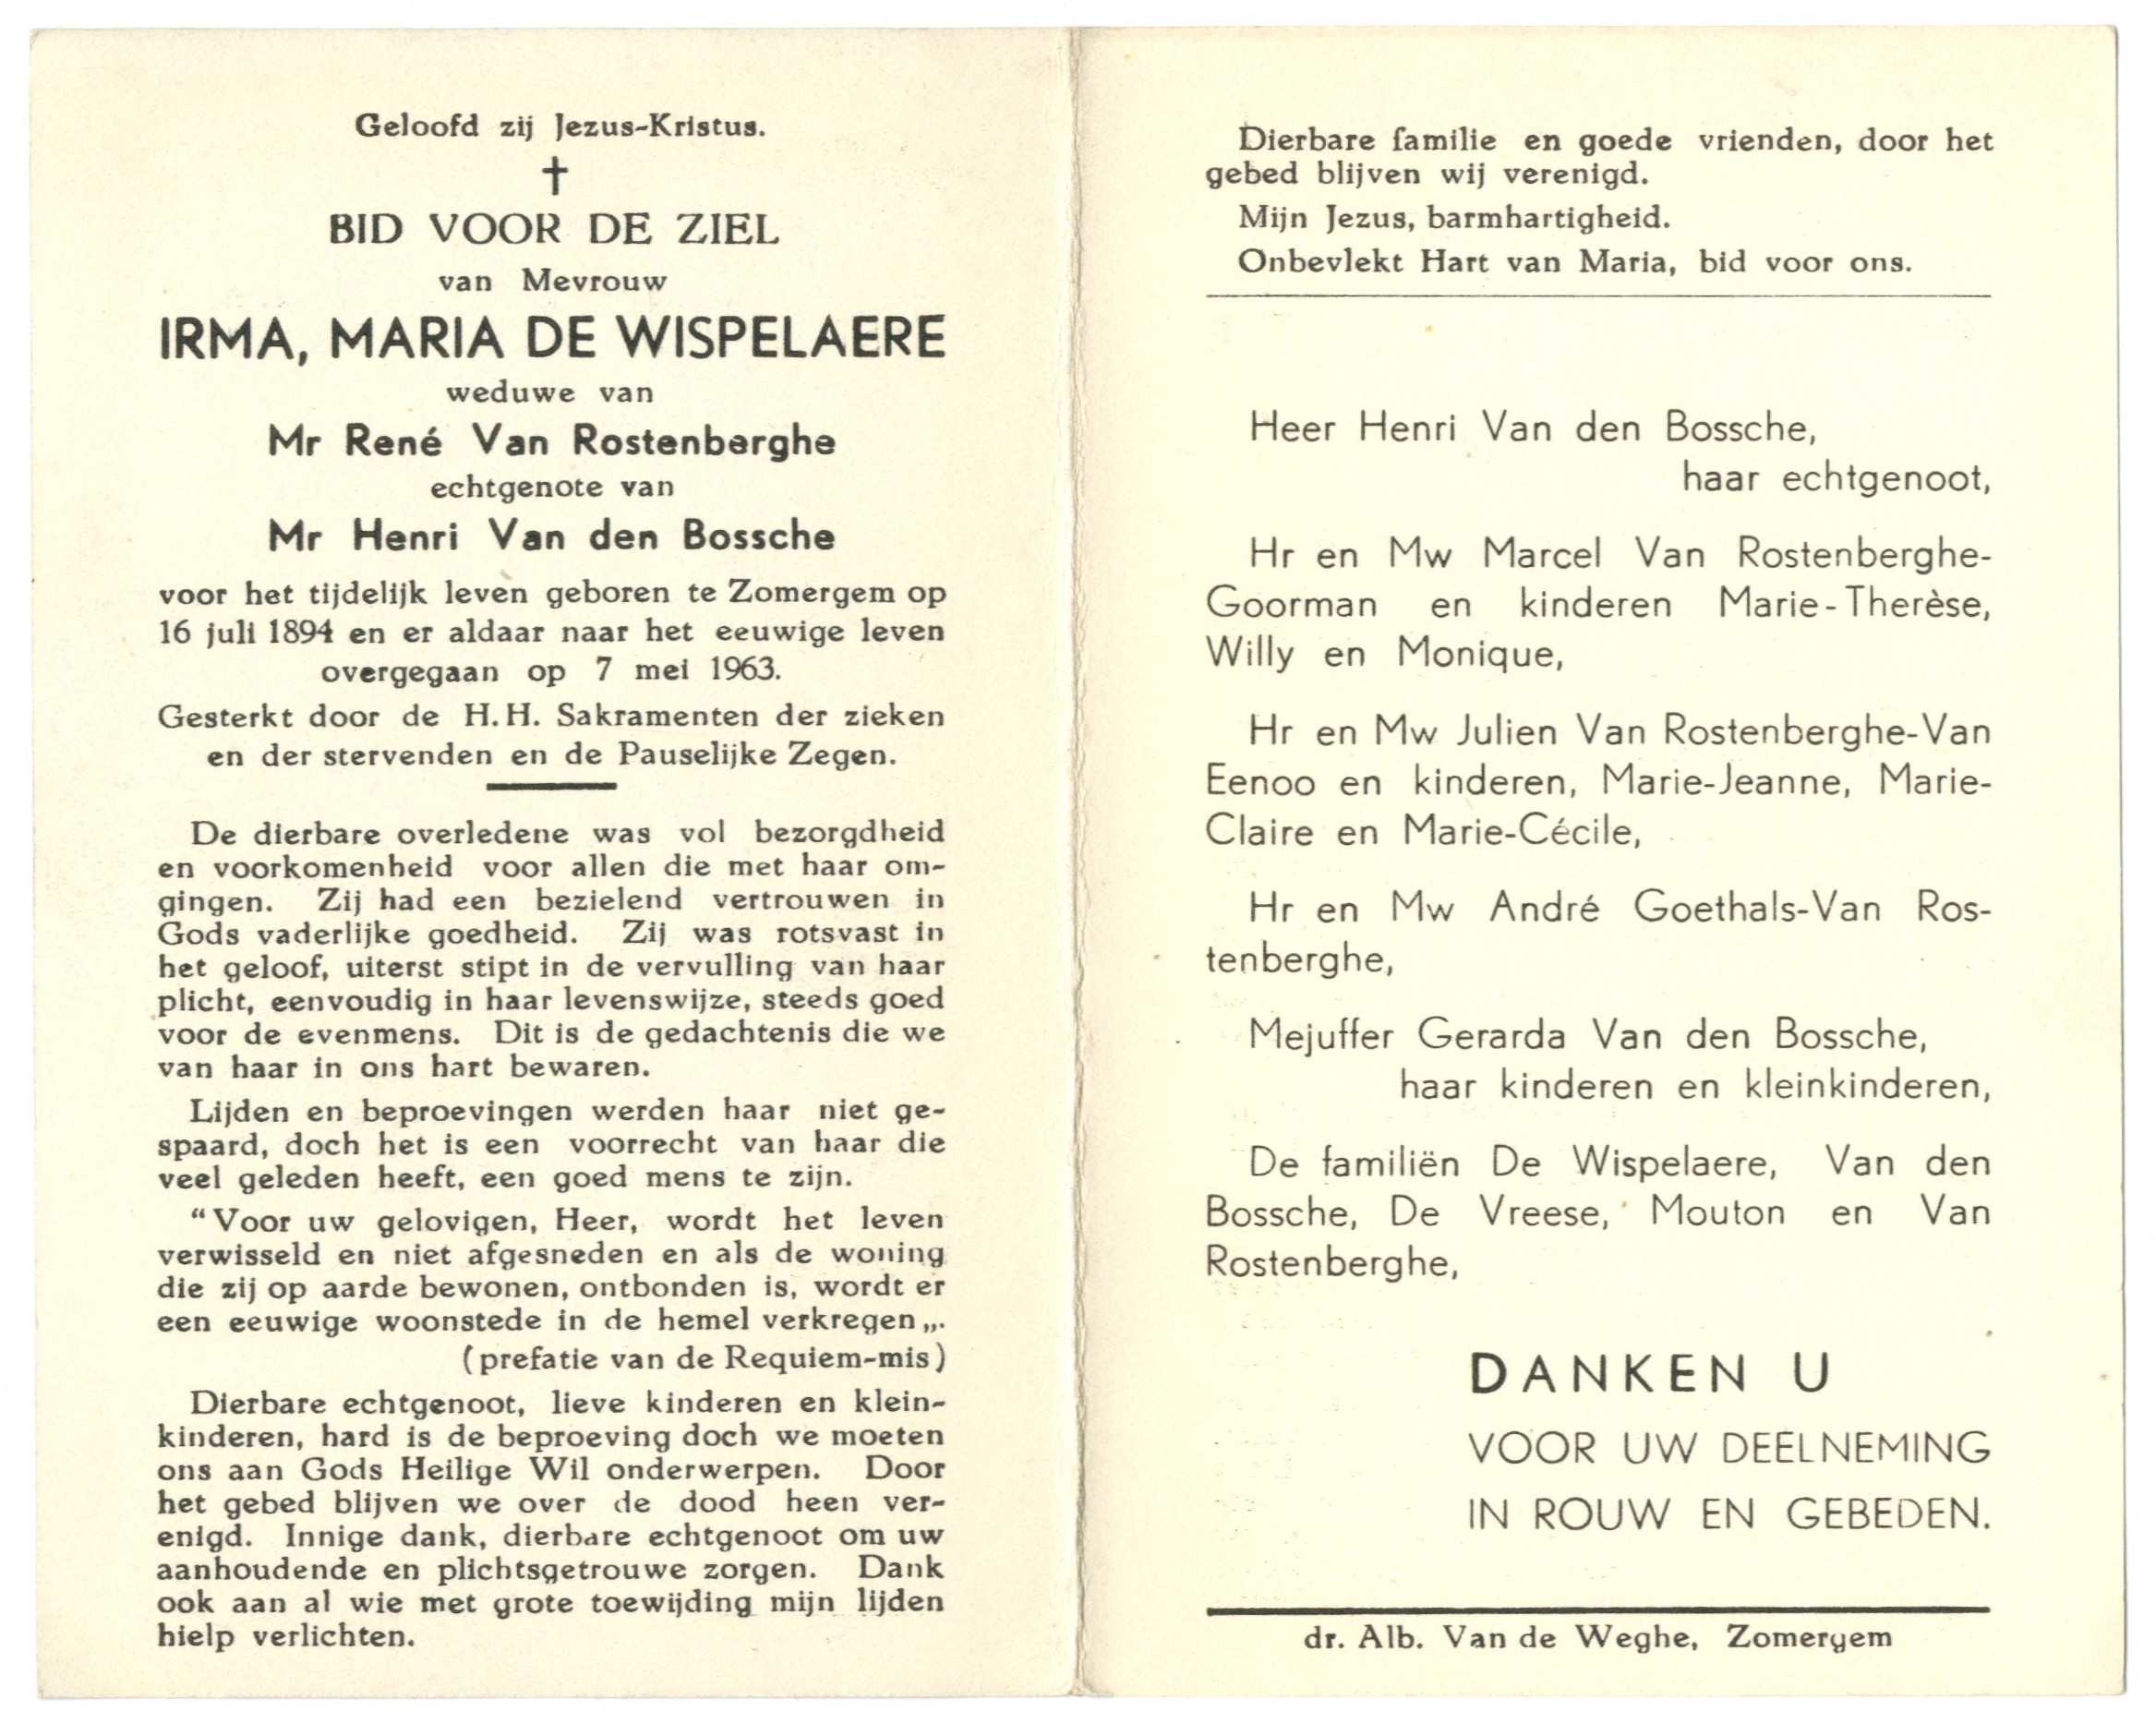 Geloofd zij Jezus-Kristus.
✝
BID VOOR DE ZIEL
van Mevrouw
IRMA, MARIA DE WISPELAERE
weduwe van
Mr René Van Rostenberghe
echtgenote van
Mr Henri Van den Bossche
voor het tijdelijk leven geboren te Zomergem op
16 juli 1894 en er aldaar naar het eeuwige leven
overgegaan op 7 mei 1963.
Gesterkt door de H.H. Sakramenten der zieken
en der stervenden en de Pauselijke Zegen.
De dierbare overledene was vol bezorgdheid
en voorkomenheid voor allen die met haar om-
gingen. Zij had een bezielend vertrouwen in
Gods vaderlijke goedheid. Zij was rotsvast in
het geloof, uiterst stipt in de vervulling van haar
plicht, eenvoudig in haar levenswijze, steeds goed
voor de evenmens. Dit is de gedachtenis die we
van haar in ons hart bewaren.
Lijden en beproevingen werden haar niet ge-
spaard, doch het is een voorrecht van haar die
veel geleden heeft, een goed mens te zijn.
“Voor uw gelovigen, Heer, wordt het leven
verwisseld en niet afgesneden en als de woning
die zij op aarde bewonen, ontbonden is, wordt er
een eeuwige woonstede in de hemel verkregen„.
(prefatie van de Requiem-mis)
Dierbare echtgenoot, lieve kinderen en klein-
kinderen, hard is de beproeving doch we moeten
ons aan Gods Heilige Wil onderwerpen. Door
het gebed blijven we over de dood heen ver-
enigd. Innige dank, dierbare echtgenoot om uw
aanhoudende en plichtsgetrouwe zorgen. Dank
ook aan al wie met grote toewijding mijn lijden
hielp verlichten.
Dierbare familie en goede vrienden, door het
gebed blijven wij verenigd.
Mijn Jezus, barmhartigheid.
Onbevlekt Hart van Maria, bid voor ons.
Heer Henri Van den Bossche,
haar echtgenoot,
Hr en Mw Marcel Van Rostenberghe-
Goorman en kinderen Marie-Therèse,
Willy en Monique,
Hr en Mw Julien Van Rostenberghe-Van
Eenoo en kinderen, Marie-Jeanne, Marie-
Claire en Marie-Cécile,
Hr en Mw André Goethals-Van Ros-
tenberghe,
Mejuffer Gerarda Van den Bossche,
haar kinderen en kleinkinderen,
De familiën De Wispelaere, Van den
Bossche, De Vreese, Mouton en Van
Rostenberghe,
DANKEN U
VOOR UW DEELNEMING
IN ROUW EN GEBEDEN.
dr. Alb. Van de Weghe, Zomergem